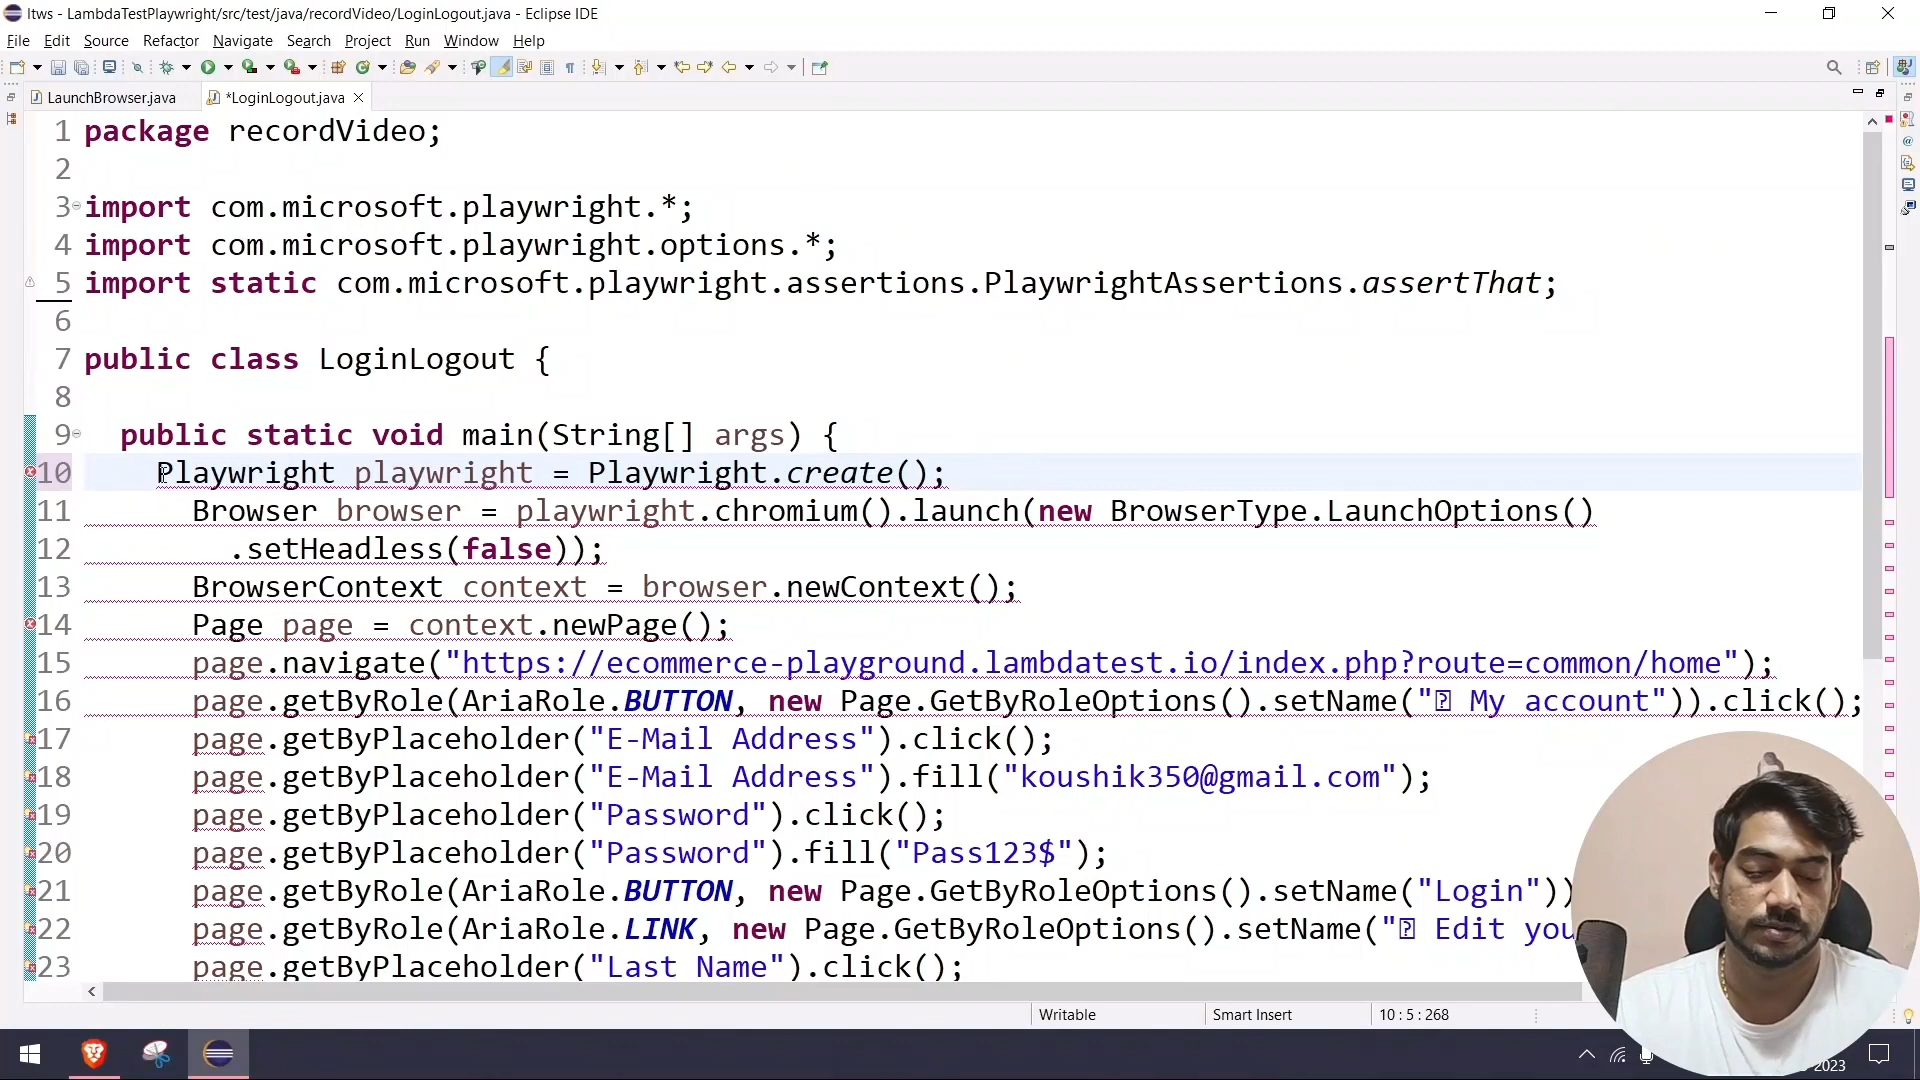 ltws - LambdaTestPlaywright/src/test/java/recordVideo/LoginLogout.java - Eclipse IDE
File Edit Source Refactor Navigate Search Project Run Window Help
LaunchBrowser.java *LoginLogout.java
1 package recordVideo;
2
3 import com.microsoft.playwright.*;
4 import com.microsoft.playwright.options.*;
5 import static com.microsoft.playwright.assertions.PlaywrightAssertions.assertThat;
6
7 public class LoginLogout {
8
9 public static void main(String[] args) {
10 Playwright playwright = Playwright.create();
11 Browser browser = playwright.chromium().launch(new BrowserType.LaunchOptions()
12 .setHeadless(false));
13 BrowserContext context = browser.newContext();
14 Page page = context.newPage();
15 page.navigate("https://ecommerce-playground.lambdatest.io/index.php?route=common/home");
16 page.getByRole(AriaRole.BUTTON, new Page.GetByRoleOptions().setName(" My account")).click();
17 page.getByPlaceholder("E-Mail Address").click();
18 page.getByPlaceholder("E-Mail Address").fill("koushik350@gmail.com");
19 page.getByPlaceholder("Password").click();
20 page.getByPlaceholder("Password").fill("Pass123$");
21 page.getByRole(AriaRole.BUTTON, new Page.GetByRoleOptions().setName("Login"))
22 page.getByRole(AriaRole.LINK, new Page.GetByRoleOptions().setName(" Edit you
23 page.getByPlaceholder("Last Name").click();
Writable Smart Insert 10 : 5 : 268
2023